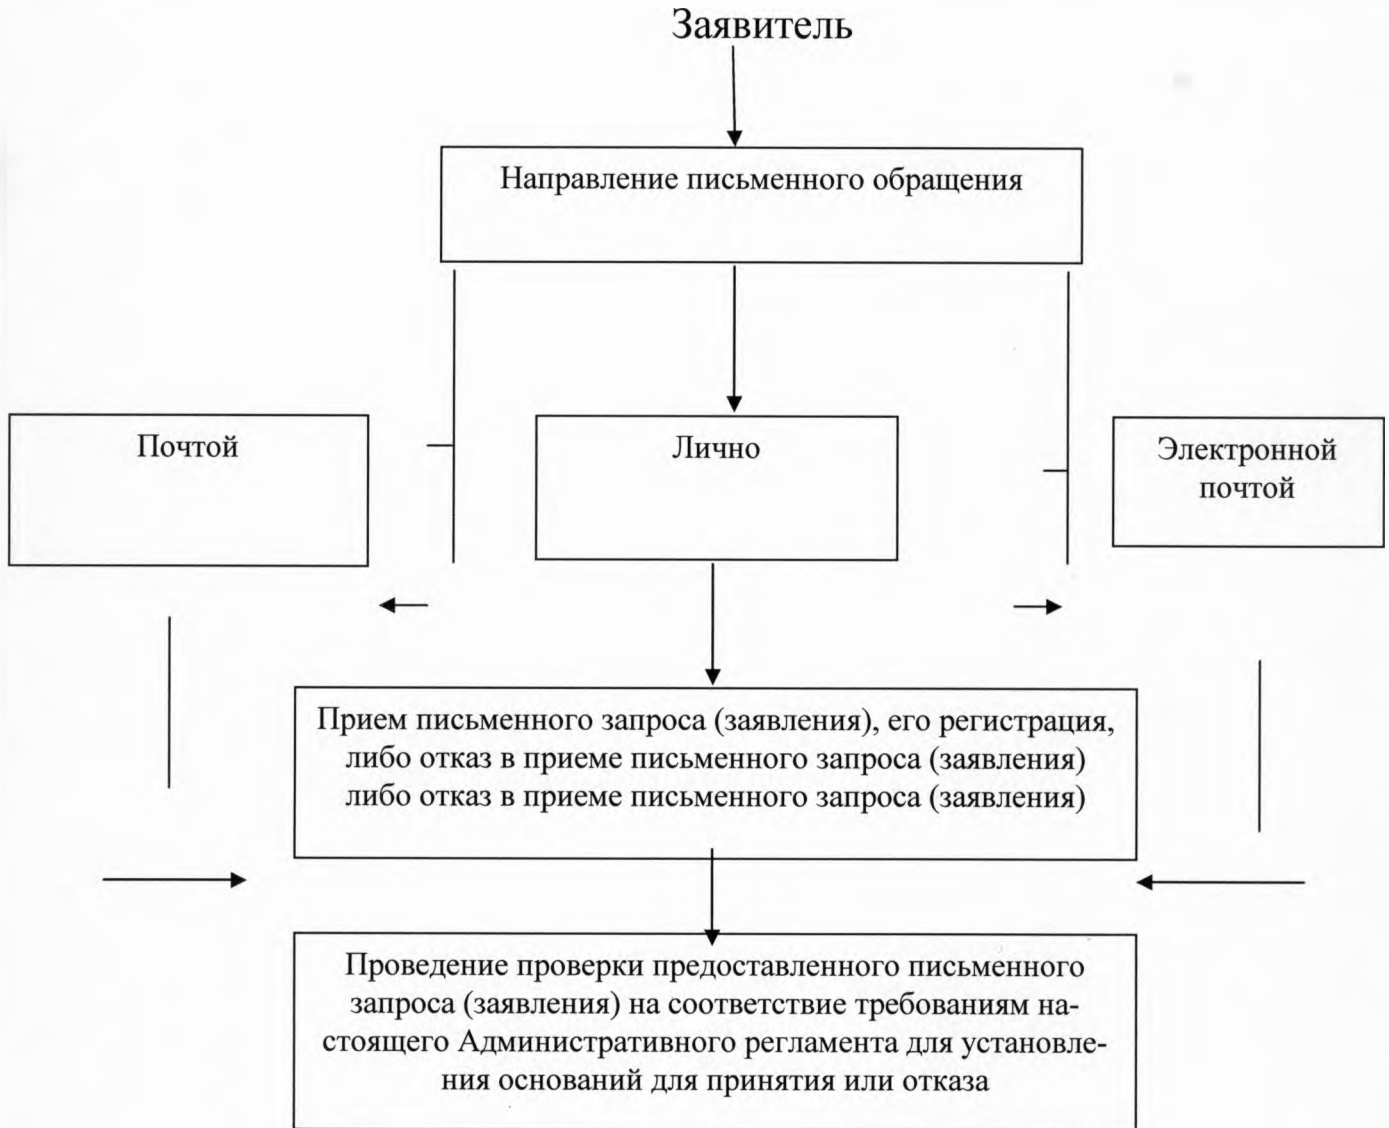 Заявитель
Направление письменного обращения
Почтой
Лично
Электронной
почтой
Прием письменного запроса (заявления), его регистрация,
либо отказ в приеме письменного запроса (заявления)
либо отказ в приеме письменного запроса (заявления)
Проведение проверки предоставленного письменного
запроса (заявления) на соответствие требованиям на-
стоящего Административного регламента для установле-
ния оснований для принятия или отказа